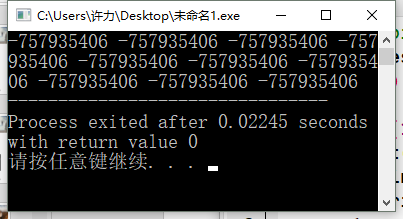 C:\Users\许力\Desktop\未命名1.exe
-757935406 -757935406 -757935406 -757
935406 -757935406 -757935406 -7579354
06 -757935406 -757935406 -757935406
--------------------------------
Process exited after 0.02245 seconds
with return value 0
请按任意键继续. . .